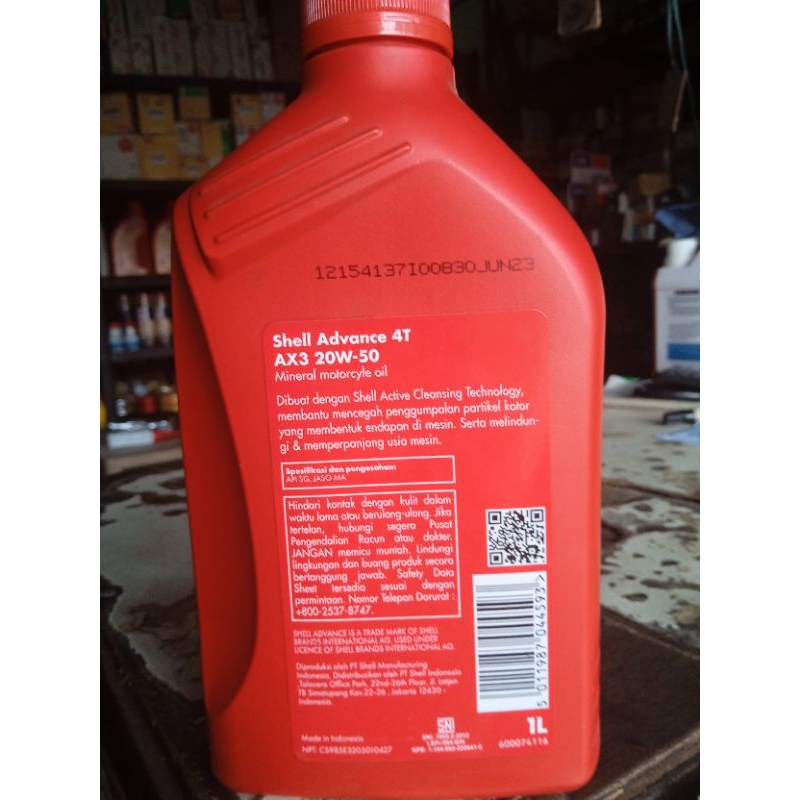 12154137I00830JUN23
Shell Advance 4T
AX3 20W-50
Mineral motorcyle oil
Dibuat dengan Shell Active Cleansing Technology,
membantu mencegah penggumpalan partikel kotor
yang membentuk endapan di mesin. Serta melindun-
gi & memperpanjang usia mesin.
Spesifikasi dan pengesahan:
API SG, JASO MA
Hindari kontak dengan kulit dalam
waktu lama atau berulang-ulang. Jika
tertelan, hubungi segera Pusat
Pengendalian Racun atau dokter.
JANGAN memicu muntah. Lindungi
lingkungan dan buang produk secara
bertanggung jawab. Safety Data
Sheet tersedia sesuai dengan
permintaan. Nomor Telepon Darurat :
+800-2537-8747.
SHELL ADVANCE IS A TRADE MARK OF SHELL
BRANDS INTERNATIONAL AG. USED UNDER
LICENCE OF SHELL BRANDS INTERNATIONAL AG.
Diproduksi oleh PT Shell Manufacturing
Indonesia. Didistribusikan oleh PT Shell Indonesia
,Talavera Office Park, 22nd-26th Floor, Jl. Letjen
TB Simatupang Kav.22-26 , Jakarta 12430 -
Indonesia.
5 011987 044593 >
1L
Made in Indonesia
NPT: CS9B5E3205010427
SNI
600074116